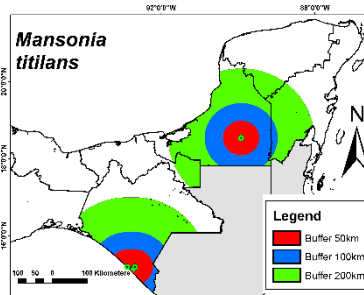 92°0'0"W 88°0'0"W
Mansonia
titilans
20°0'0"N
N
18°0'0"N
16°0'0"N
100 50 0 100 Kilometers
Legend
Buffer 50km
Buffer 100km
Buffer 200km